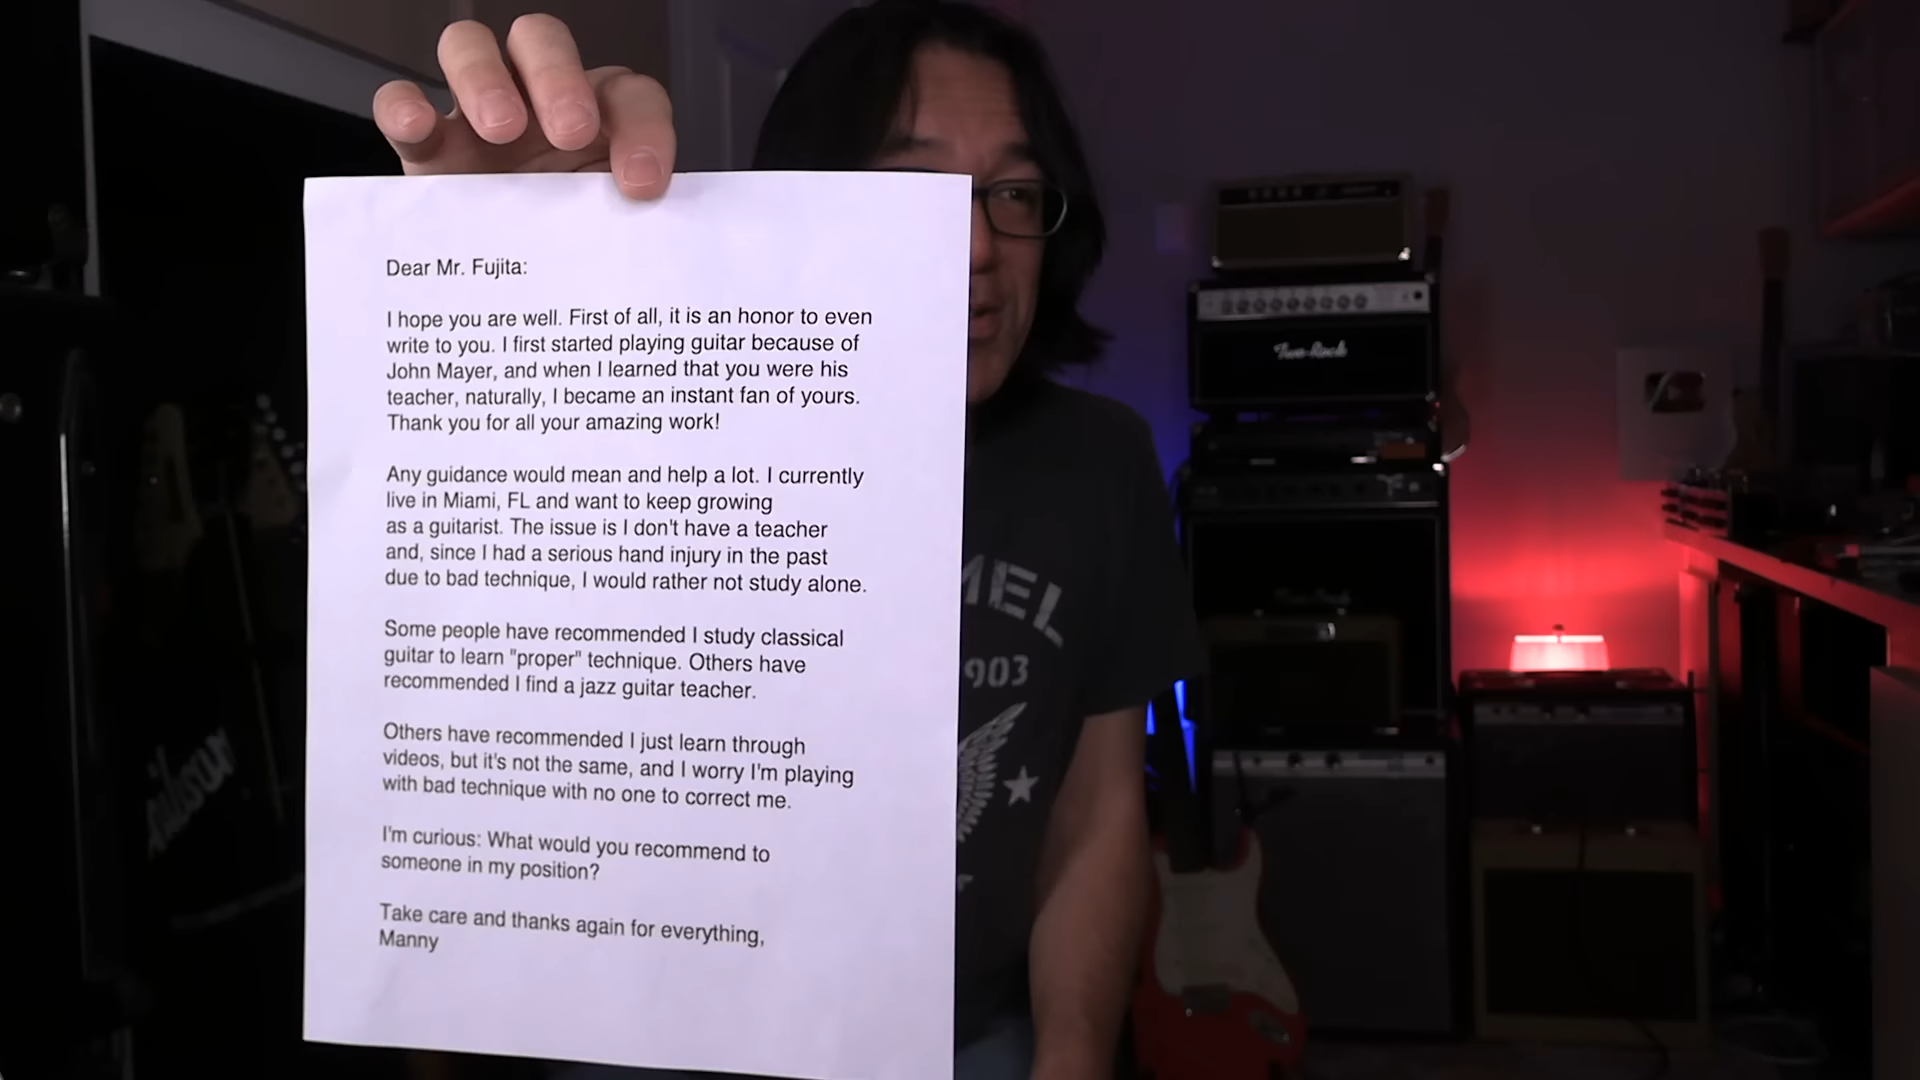 Dear Mr. Fujita:
I hope you are well. First of all, it is an honor to even
write to you. I first started playing guitar because of
John Mayer, and when I learned that you were his
teacher, naturally, I became an instant fan of yours.
Thank you for all your amazing work!
Any guidance would mean and help a lot. I currently
live in Miami, FL and want to keep growing
as a guitarist. The issue is I don't have a teacher
and, since I had a serious hand injury in the past
due to bad technique, I would rather not study alone.
Some people have recommended I study classical
guitar to learn "proper" technique. Others have
recommended I find a jazz guitar teacher.
Others have recommended I just learn through
videos, but it's not the same, and I worry I'm playing
with bad technique with no one to correct me.
I'm curious: What would you recommend to
someone in my position?
Take care and thanks again for everything,
Manny
Two-Rock
MEL
903
Gibson